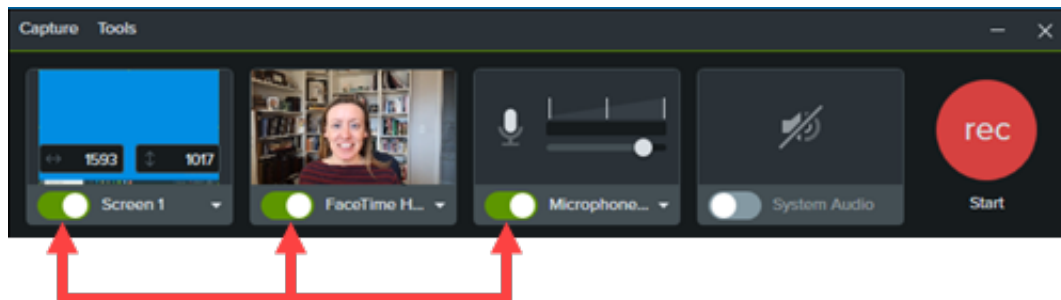 Capture Tools
1593 1017
rec
Screen 1 FaceTime H... Microphone... System Audio Start